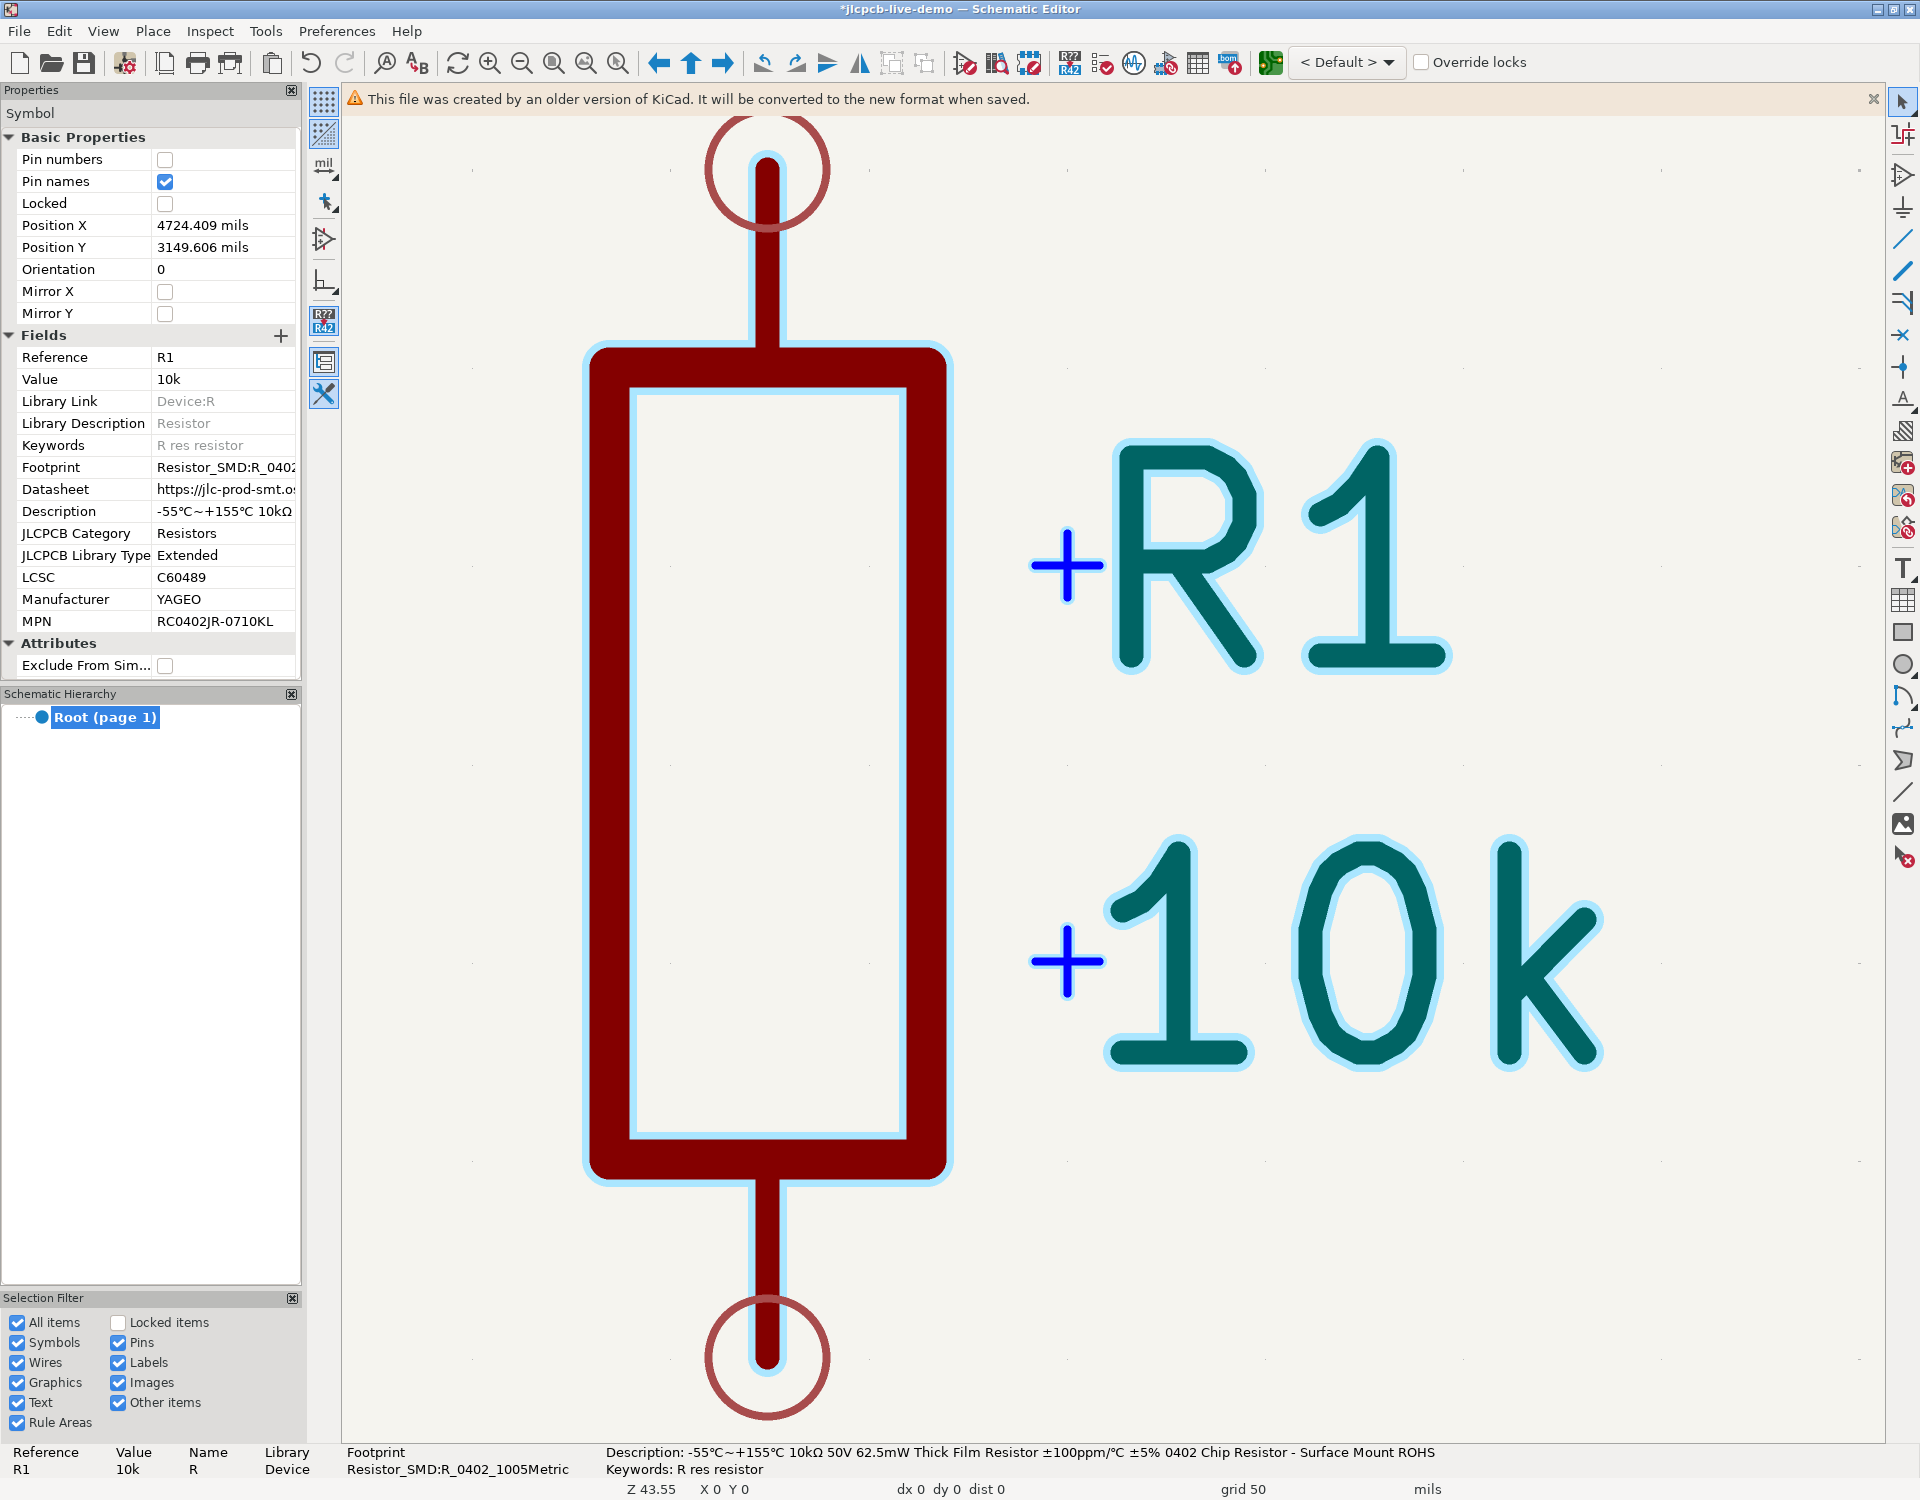 *jlcpcb-live-demo — Schematic Editor
File Edit View Place Inspect Tools Preferences Help
< Default > Override locks
Properties
This file was created by an older version of KiCad. It will be converted to the new format when saved.
Symbol
Basic Properties
Pin numbers
Pin names
Locked
Position X 4724.409 mils
Position Y 3149.606 mils
Orientation 0
Mirror X
Mirror Y
Fields
Reference R1
Value 10k
Library Link Device:R
Library Description Resistor
Keywords R res resistor
Footprint Resistor_SMD:R_0402
Datasheet https://jlc-prod-smt.o
Description -55℃~+155℃ 10kΩ
JLCPCB Category Resistors
JLCPCB Library Type Extended
LCSC C60489
Manufacturer YAGEO
MPN RC0402JR-0710KL
Attributes
Exclude From Sim...
mil
R??
R42
R??
R42
.bom
A
T
R1
10k
Schematic Hierarchy
Root (page 1)
Selection Filter
All items Locked items
Symbols Pins
Wires Labels
Graphics Images
Text Other items
Rule Areas
Reference Value Name Library Footprint Description: -55℃~+155℃ 10kΩ 50V 62.5mW Thick Film Resistor ±100ppm/℃ ±5% 0402 Chip Resistor - Surface Mount ROHS
R1 10k R Device Resistor_SMD:R_0402_1005Metric Keywords: R res resistor
Z 43.55 X 0 Y 0 dx 0 dy 0 dist 0 grid 50 mils